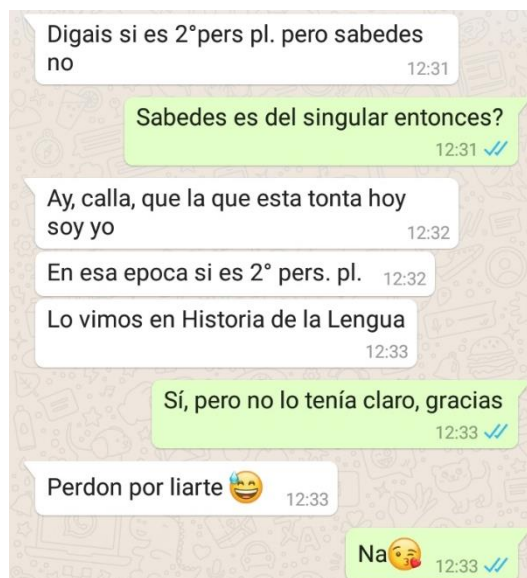 Digais si es 2°pers pl. pero sabedes
no
12:31
Sabedes es del singular entonces?
12:31
Ay, calla, que la que esta tonta hoy
soy yo
12:32
En esa epoca si es 2° pers. pl.
12:32
Lo vimos en Historia de la Lengua
12:33
Sí, pero no lo tenía claro, gracias
12:33
Perdon por liarte😅
12:33
Na😘
12:33